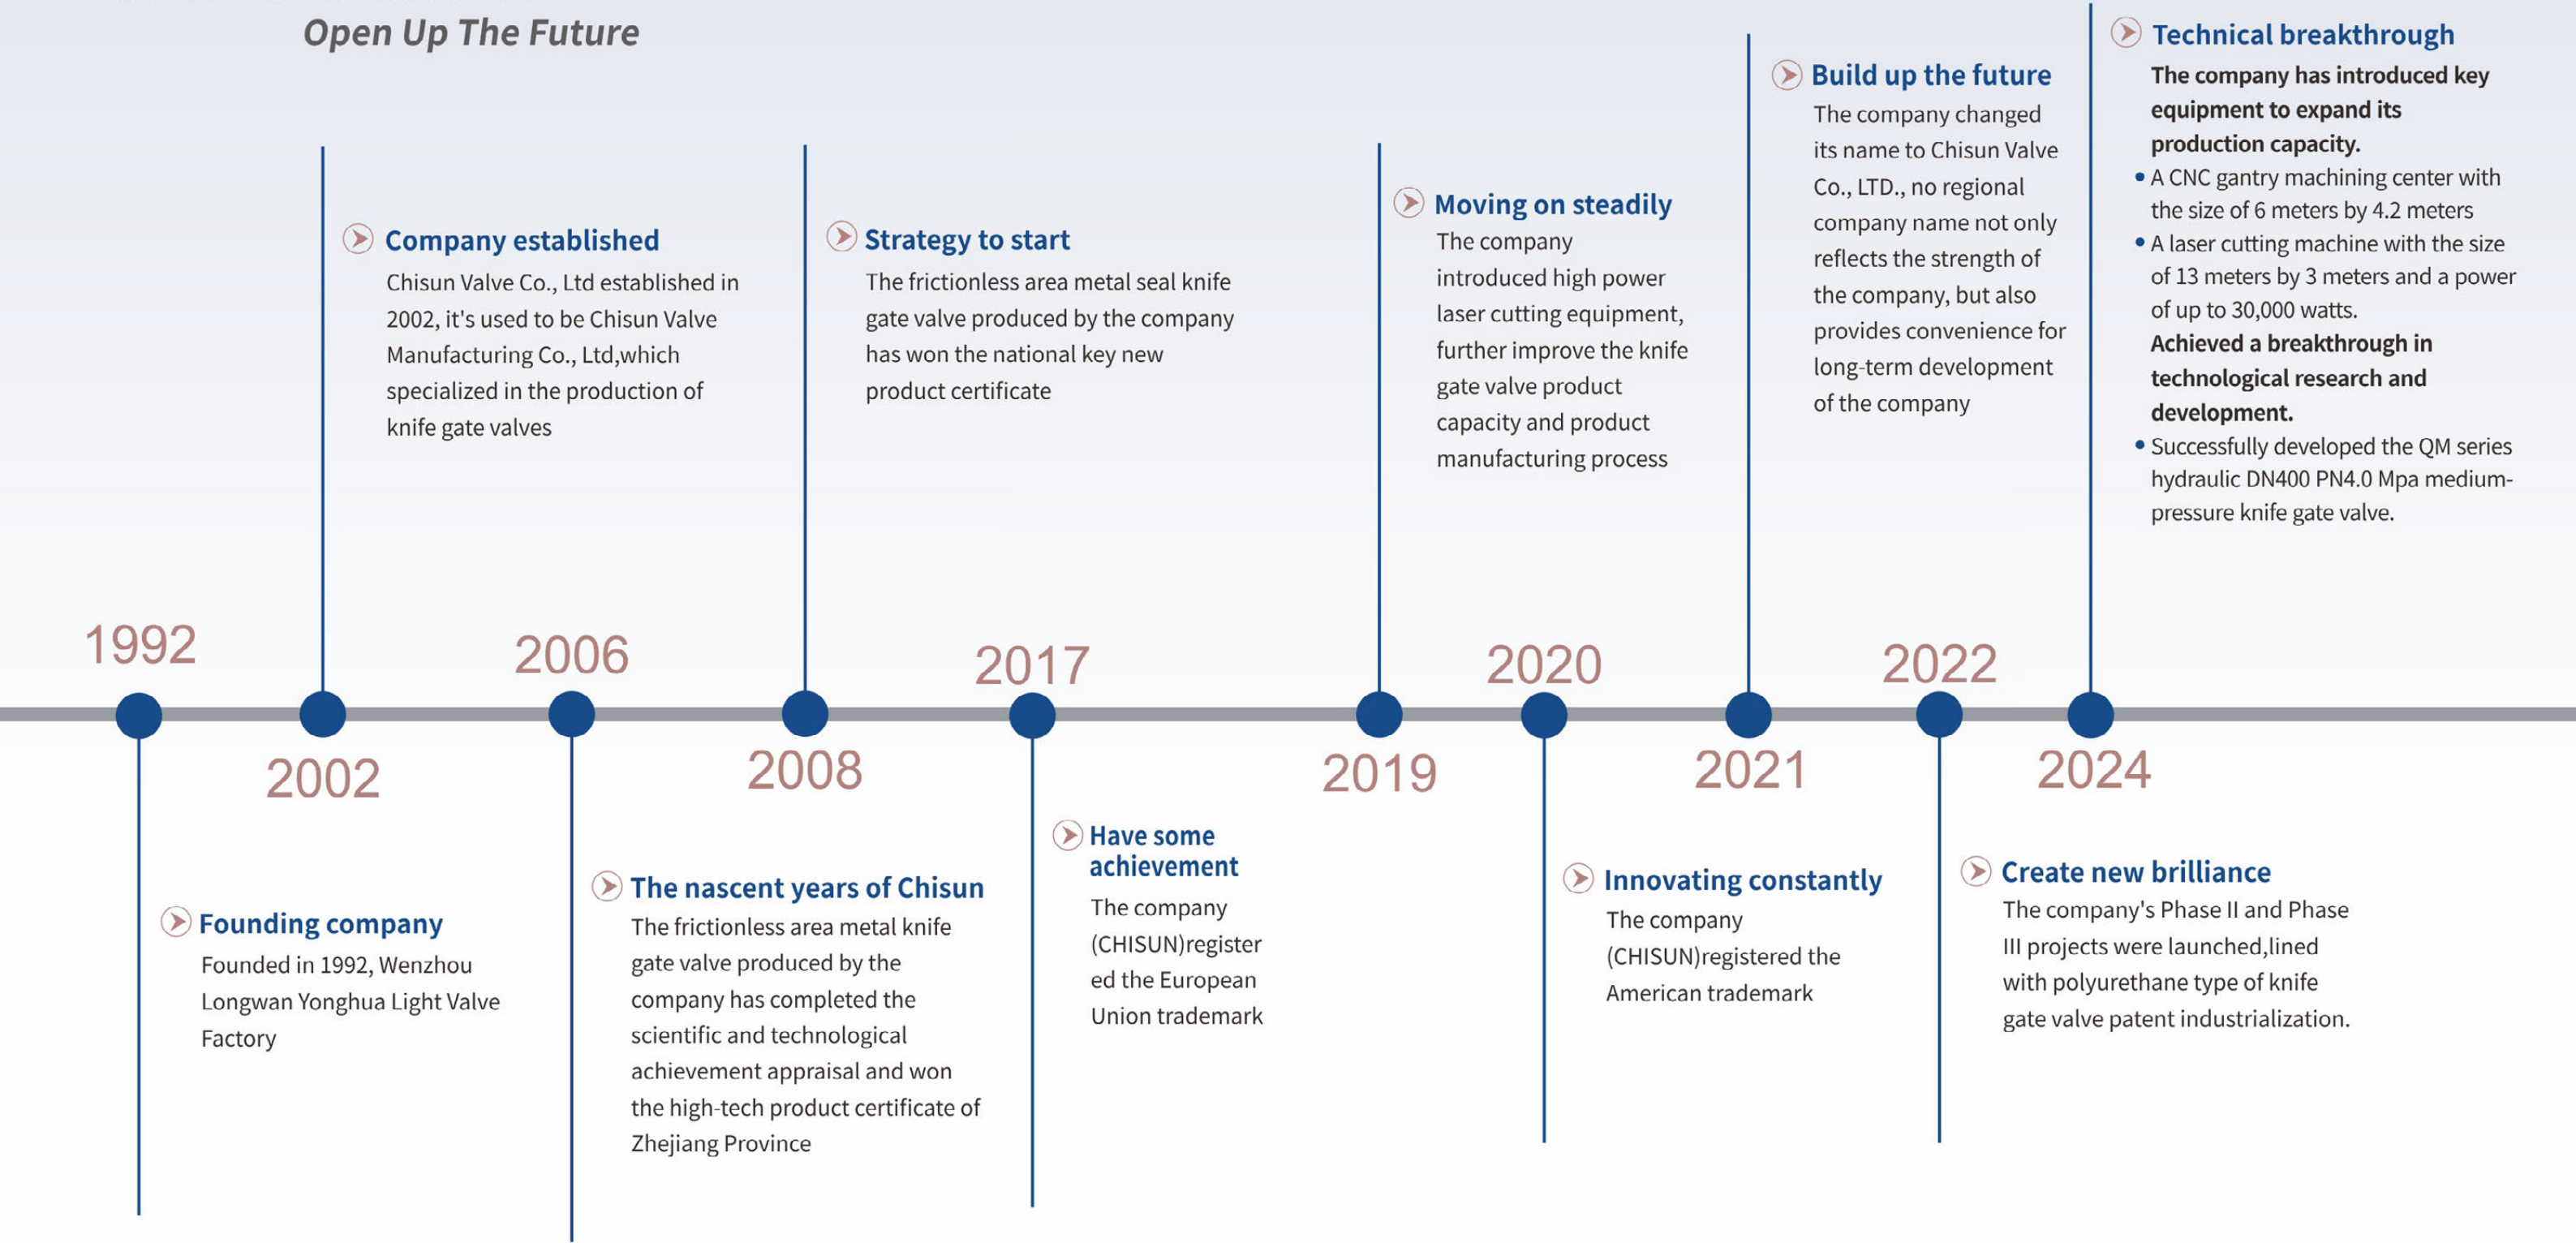 Open Up The Future
1992
Founding company
Founded in 1992, Wenzhou
Longwan Yonghua Light Valve
Factory
2002
Company established
Chisun Valve Co., Ltd established in
2002, it's used to be Chisun Valve
Manufacturing Co., Ltd,which
specialized in the production of
knife gate valves
2006
The nascent years of Chisun
The frictionless area metal knife
gate valve produced by the
company has completed the
scientific and technological
achievement appraisal and won
the high-tech product certificate of
Zhejiang Province
2008
Strategy to start
The frictionless area metal seal knife
gate valve produced by the company
has won the national key new
product certificate
2017
Have some
achievement
The company
(CHISUN)register
ed the European
Union trademark
2019
Moving on steadily
The company
introduced high power
laser cutting equipment,
further improve the knife
gate valve product
capacity and product
manufacturing process
2020
Innovating constantly
The company
(CHISUN)registered the
American trademark
2021
Build up the future
The company changed
its name to Chisun Valve
Co., LTD., no regional
company name not only
reflects the strength of
the company, but also
provides convenience for
long-term development
of the company
2022
Create new brilliance
The company's Phase II and Phase
III projects were launched,lined
with polyurethane type of knife
gate valve patent industrialization.
2024
Technical breakthrough
The company has introduced key
equipment to expand its
production capacity.
• A CNC gantry machining center with
the size of 6 meters by 4.2 meters
• A laser cutting machine with the size
of 13 meters by 3 meters and a power
of up to 30,000 watts.
Achieved a breakthrough in
technological research and
development.
• Successfully developed the QM series
hydraulic DN400 PN4.0 Mpa medium-
pressure knife gate valve.